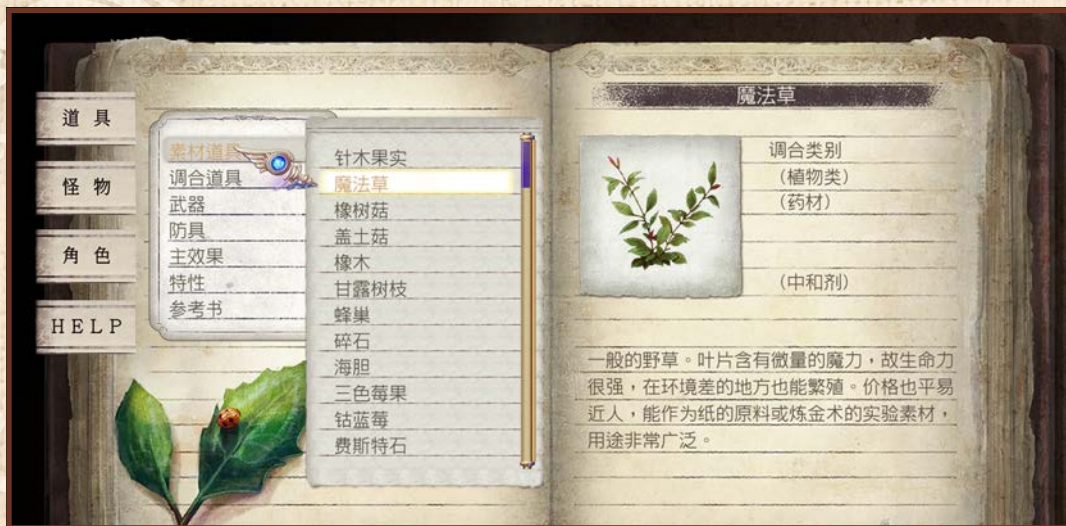 道具
怪物
角色
HELP
素材道具
调合道具
武器
防具
主效果
特性
参考书
针木果实
魔法草
橡树菇
盖土菇
橡木
甘露树枝
蜂巢
碎石
海胆
三色莓果
钴蓝莓
费斯特石
魔法草
调合类别
（植物类）
（药材）
（中和剂）
一般的野草。叶片含有微量的魔力，故生命力
很强，在环境差的地方也能繁殖。价格也平易
近人，能作为纸的原料或炼金术的实验素材，
用途非常广泛。